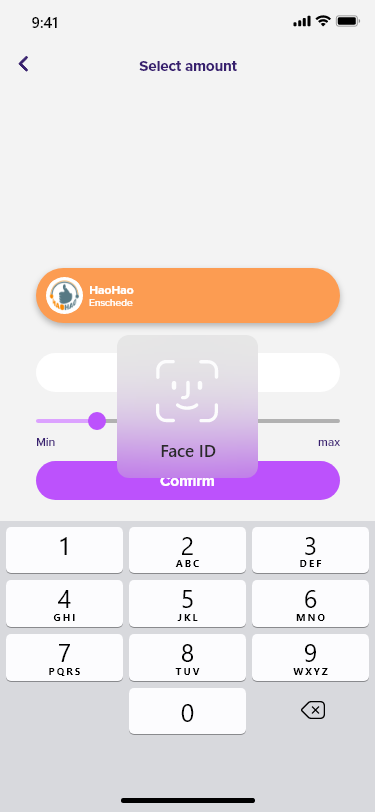 9:41
Select amount
HaoHao
Enschede
Face ID
Min
max
Confirm
1
2
ABC
3
DEF
4
GHI
5
JKL
6
MNO
7
PQRS
8
TUV
9
WXYZ
0